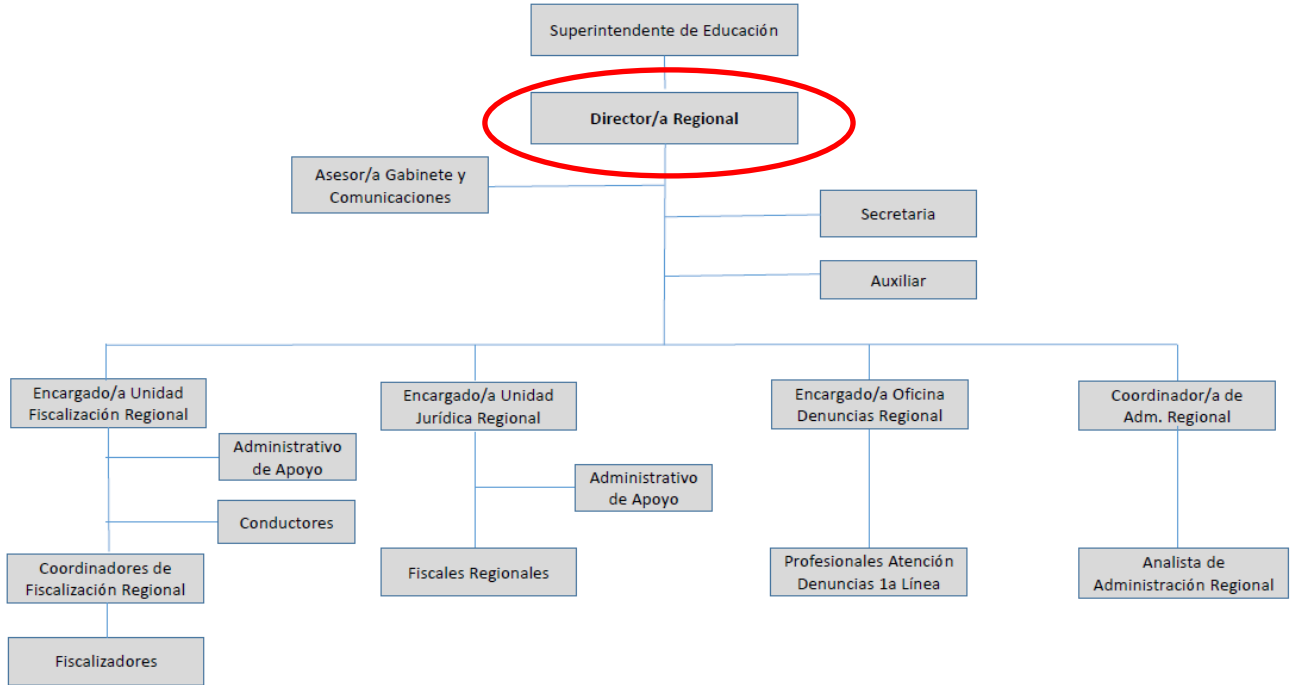 Superintendente de Educación
Director/a Regional
Asesor/a Gabinete y
Comunicaciones
Secretaria
Auxiliar
Encargado/a Unidad
Fiscalización Regional
Encargado/a Unidad
Jurídica Regional
Encargado/a Oficina
Denuncias Regional
Coordinador/a de
Adm. Regional
Administrativo
de Apoyo
Administrativo
de Apoyo
Conductores
Coordinadores de
Fiscalización Regional
Fiscales Regionales
Profesionales Atención
Denuncias 1a Línea
Analista de
Administración Regional
Fiscalizadores